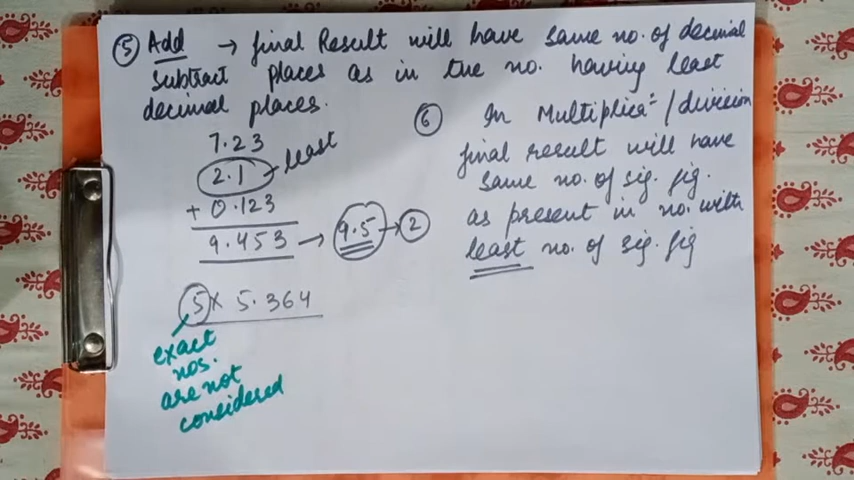 ⑤ Add → final Result will have same no. of decimal
subtract places as in the no. having least
decimal places.
7.23
2.1 least
+ 0.123
9.453 → 9.5 → ②
5 × 5.364
exact
nos.
are not
considered
⑥ In Multiplicaⁿ / division
final result will have
same no. of sig. fig.
as present in no. with
least no. of sig. fig